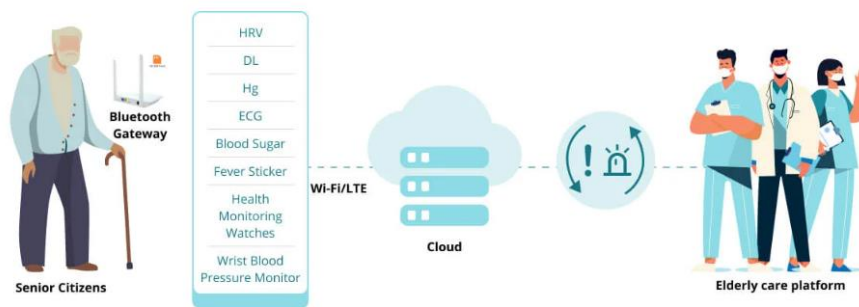 Bluetooth
Gateway
Senior Citizens
HRV
DL
Hg
ECG
Blood Sugar
Fever Sticker
Health
Monitoring
Watches
Wrist Blood
Pressure Monitor
Wi-Fi/LTE
Cloud
!
Elderly care platform